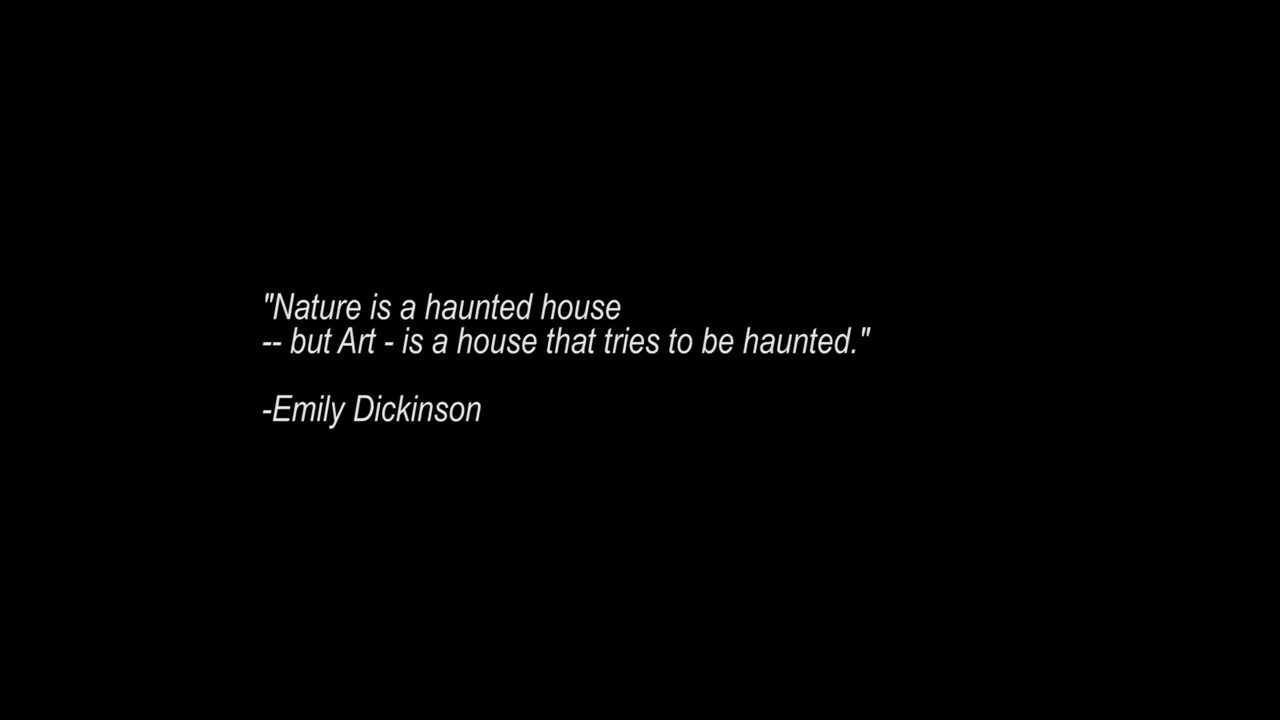 "Nature is a haunted house
-- but Art - is a house that tries to be haunted."
-Emily Dickinson